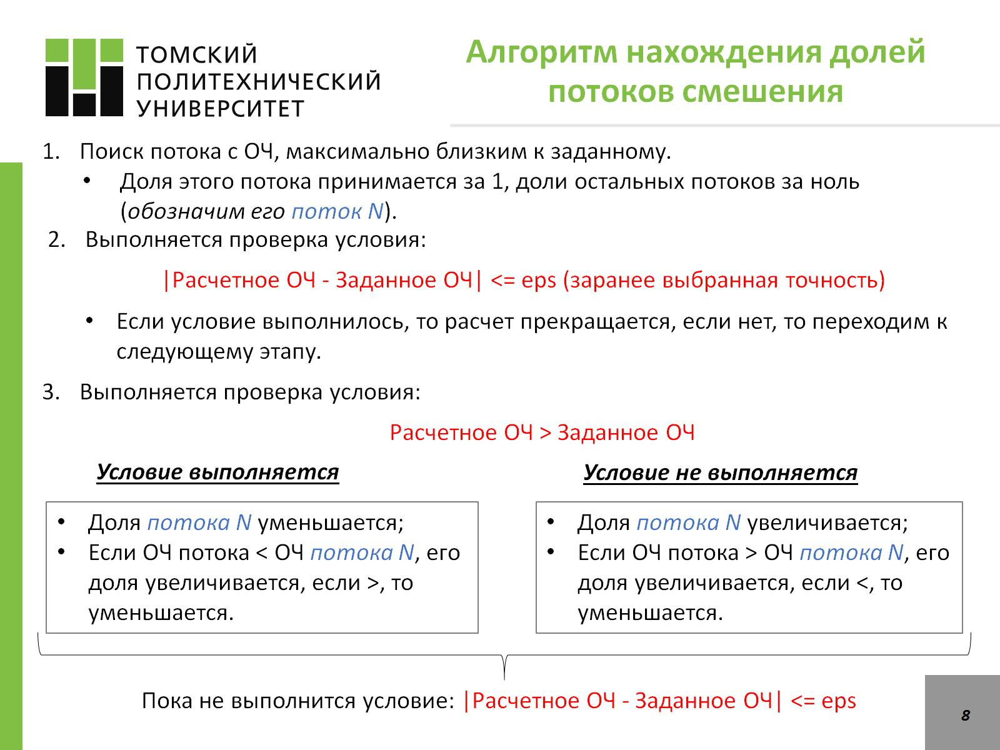 ТОМСКИЙ
ПОЛИТЕХНИЧЕСКИЙ
УНИВЕРСИТЕТ
Алгоритм нахождения долей
потоков смешения
1. Поиск потока с ОЧ, максимально близким к заданному.
• Доля этого потока принимается за 1, доли остальных потоков за ноль
(обозначим его поток N).
2. Выполняется проверка условия:
|Расчетное ОЧ - Заданное ОЧ| <= eps (заранее выбранная точность)
• Если условие выполнилось, то расчет прекращается, если нет, то переходим к
следующему этапу.
3. Выполняется проверка условия:
Расчетное ОЧ > Заданное ОЧ
Условие выполняется
• Доля потока N уменьшается;
• Если ОЧ потока < ОЧ потока N, его
доля увеличивается, если >, то
уменьшается.
Условие не выполняется
• Доля потока N увеличивается;
• Если ОЧ потока > ОЧ потока N, его
доля увеличивается, если <, то
уменьшается.
Пока не выполнится условие: |Расчетное ОЧ - Заданное ОЧ| <= eps
8